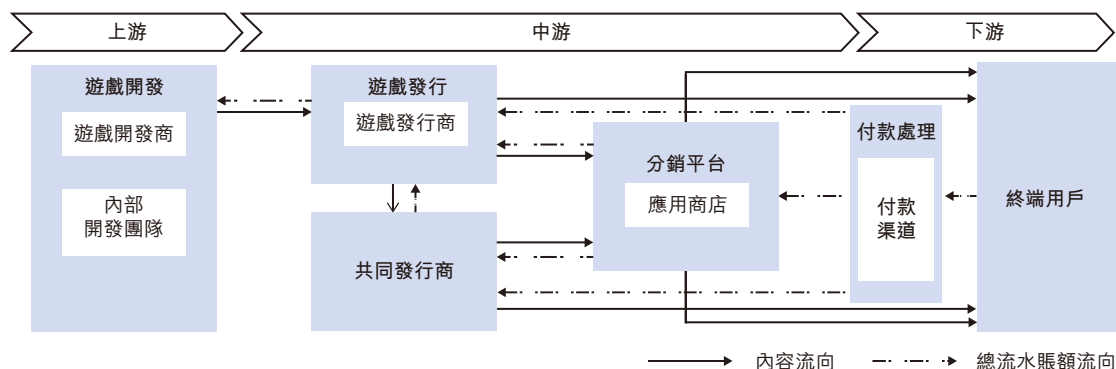 上游
中游
下游
遊戲開發
遊戲開發商
內部
開發團隊
遊戲發行
遊戲發行商
共同發行商
分銷平台
應用商店
付款處理
付款
渠道
終端用戶
內容流向
總流水賬額流向